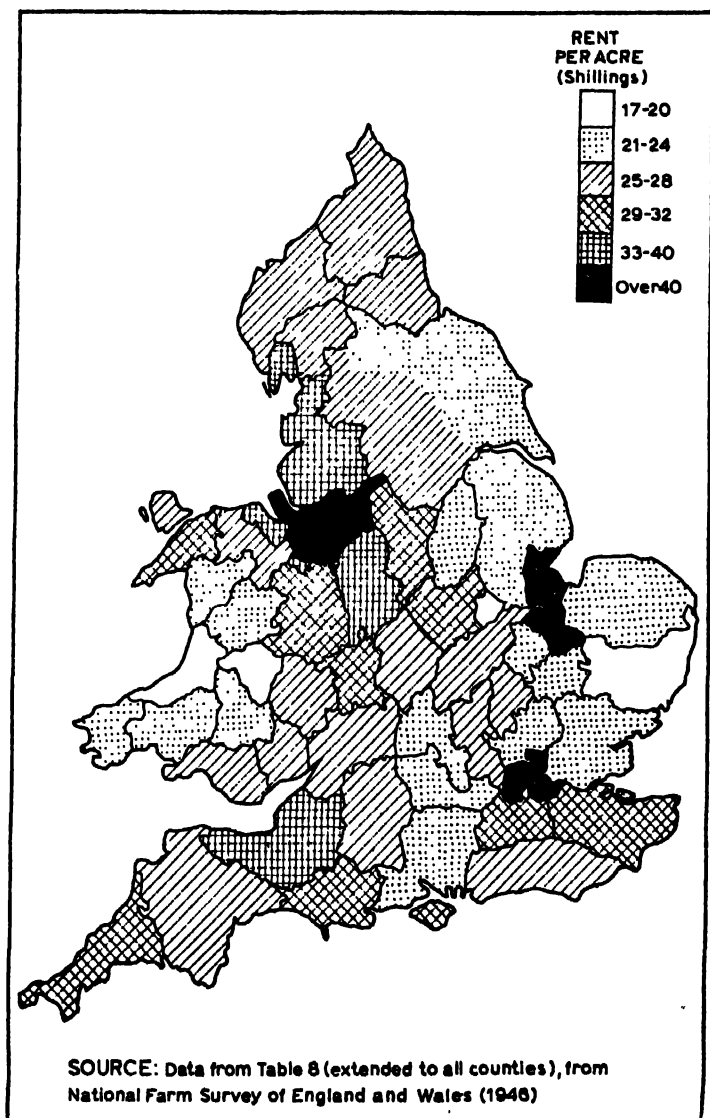 RENT
PER ACRE
(Shillings)
17-20
21-24
25-28
29-32
33-40
Over40
SOURCE: Data from Table 8 (extended to all counties), from
National Farm Survey of England and Wales (1946)